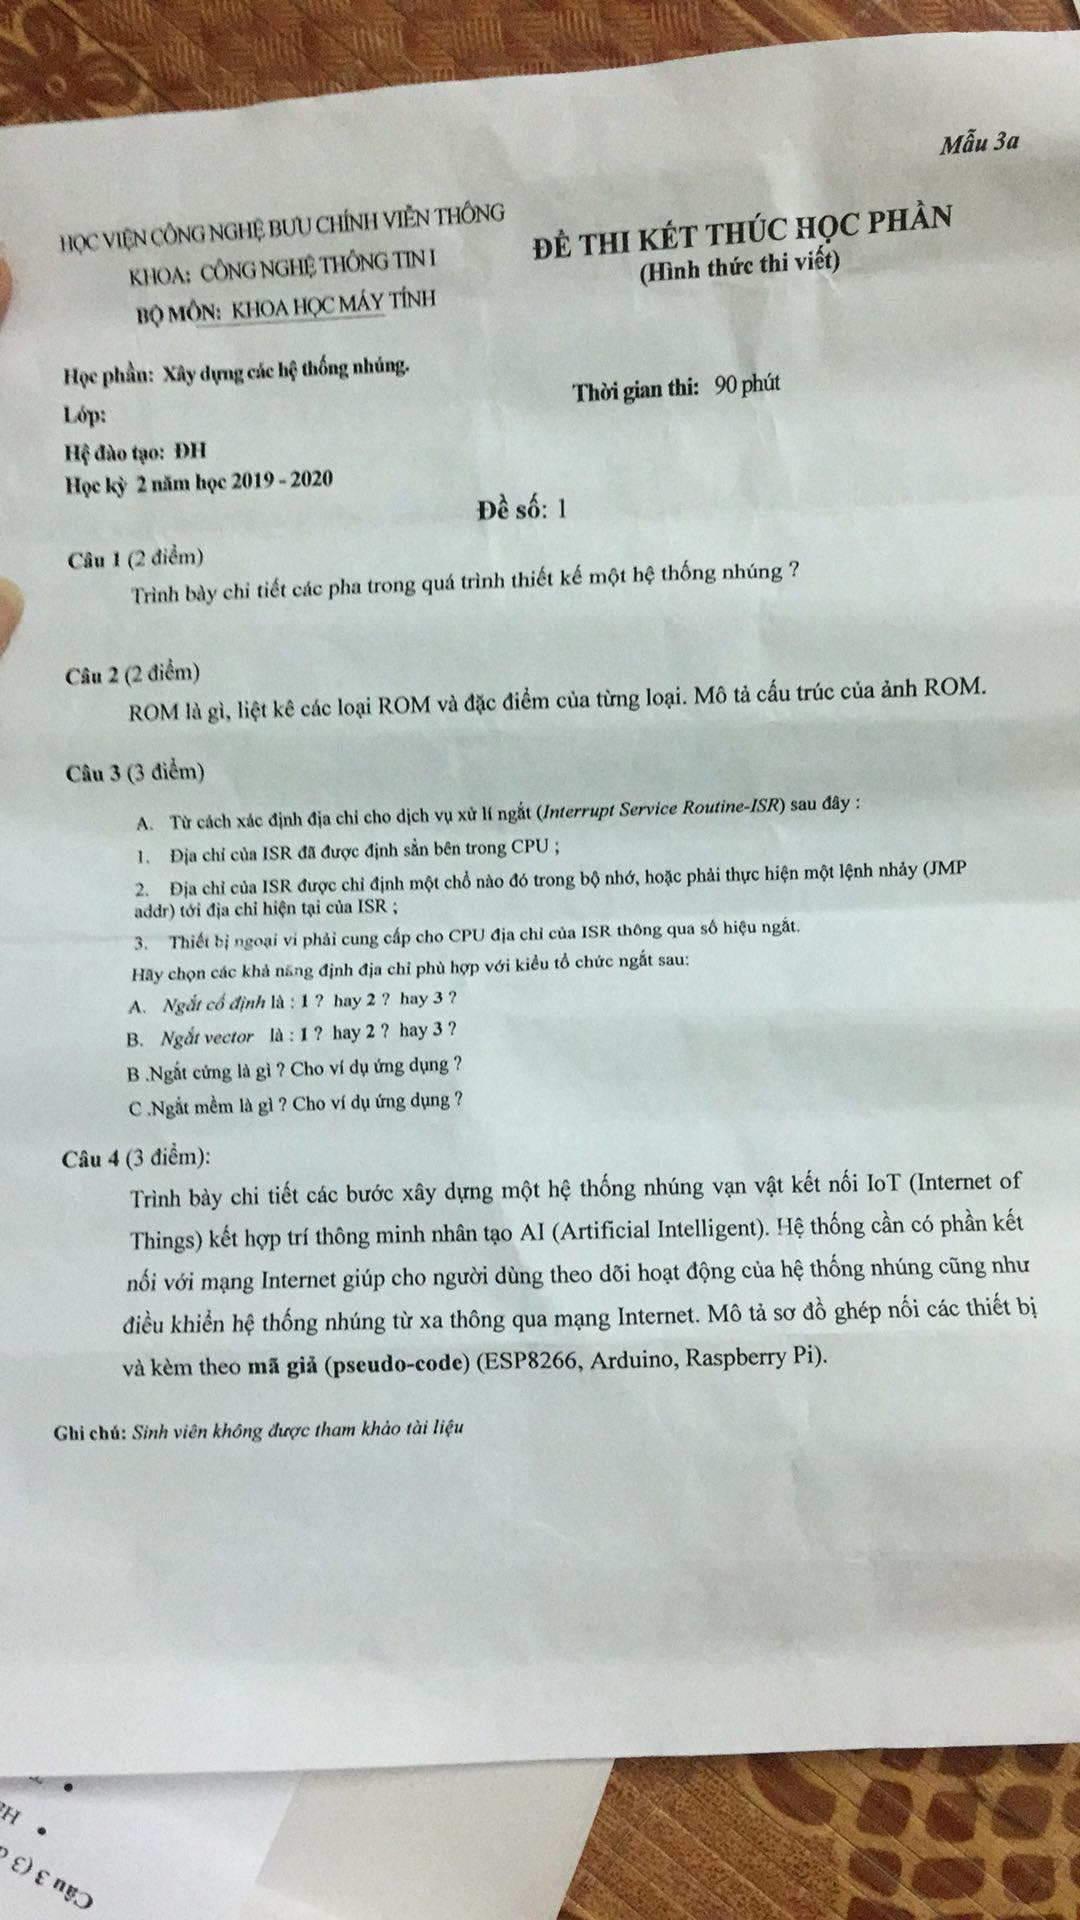 Mẫu 3a
HỌC VIỆN CÔNG NGHỆ BƯU CHÍNH VIỄN THÔNG
KHOA: CÔNG NGHỆ THÔNG TIN I
BỘ MÔN: KHOA HỌC MÁY TÍNH
ĐỀ THI KẾT THÚC HỌC PHẦN
(Hình thức thi viết)
Học phần: Xây dựng các hệ thống nhúng.
Thời gian thi: 90 phút
Lớp:
Hệ đào tạo: ĐH
Học kỳ 2 năm học 2019 - 2020
Đề số: 1
Câu 1 (2 điểm)
Trình bày chi tiết các pha trong quá trình thiết kế một hệ thống nhúng ?
Câu 2 (2 điểm)
ROM là gì, liệt kê các loại ROM và đặc điểm của từng loại. Mô tả cấu trúc của ảnh ROM.
Câu 3 (3 điểm)
A. Từ cách xác định địa chỉ cho dịch vụ xử lí ngắt (Interrupt Service Routine-ISR) sau đây :
1. Địa chỉ của ISR đã được định sẵn bên trong CPU ;
2. Địa chỉ của ISR được chỉ định một chỗ nào đó trong bộ nhớ, hoặc phải thực hiện một lệnh nhảy (JMP
addr) tới địa chỉ hiện tại của ISR ;
3. Thiết bị ngoại vi phải cung cấp cho CPU địa chỉ của ISR thông qua số hiệu ngắt.
Hãy chọn các khả năng định địa chỉ phù hợp với kiểu tổ chức ngắt sau:
A. Ngắt cố định là : 1 ? hay 2 ? hay 3 ?
B. Ngắt vector là : 1 ? hay 2 ? hay 3 ?
B .Ngắt cứng là gì ? Cho ví dụ ứng dụng ?
C .Ngắt mềm là gì ? Cho ví dụ ứng dụng ?
Câu 4 (3 điểm):
Trình bày chi tiết các bước xây dựng một hệ thống nhúng vạn vật kết nối IoT (Internet of
Things) kết hợp trí thông minh nhân tạo AI (Artificial Intelligent). Hệ thống cần có phần kết
nối với mạng Internet giúp cho người dùng theo dõi hoạt động của hệ thống nhúng cũng như
điều khiển hệ thống nhúng từ xa thông qua mạng Internet. Mô tả sơ đồ ghép nối các thiết bị
và kèm theo mã giả (pseudo-code) (ESP8266, Arduino, Raspberry Pi).
Ghi chú: Sinh viên không được tham khảo tài liệu
Câu 3 (3